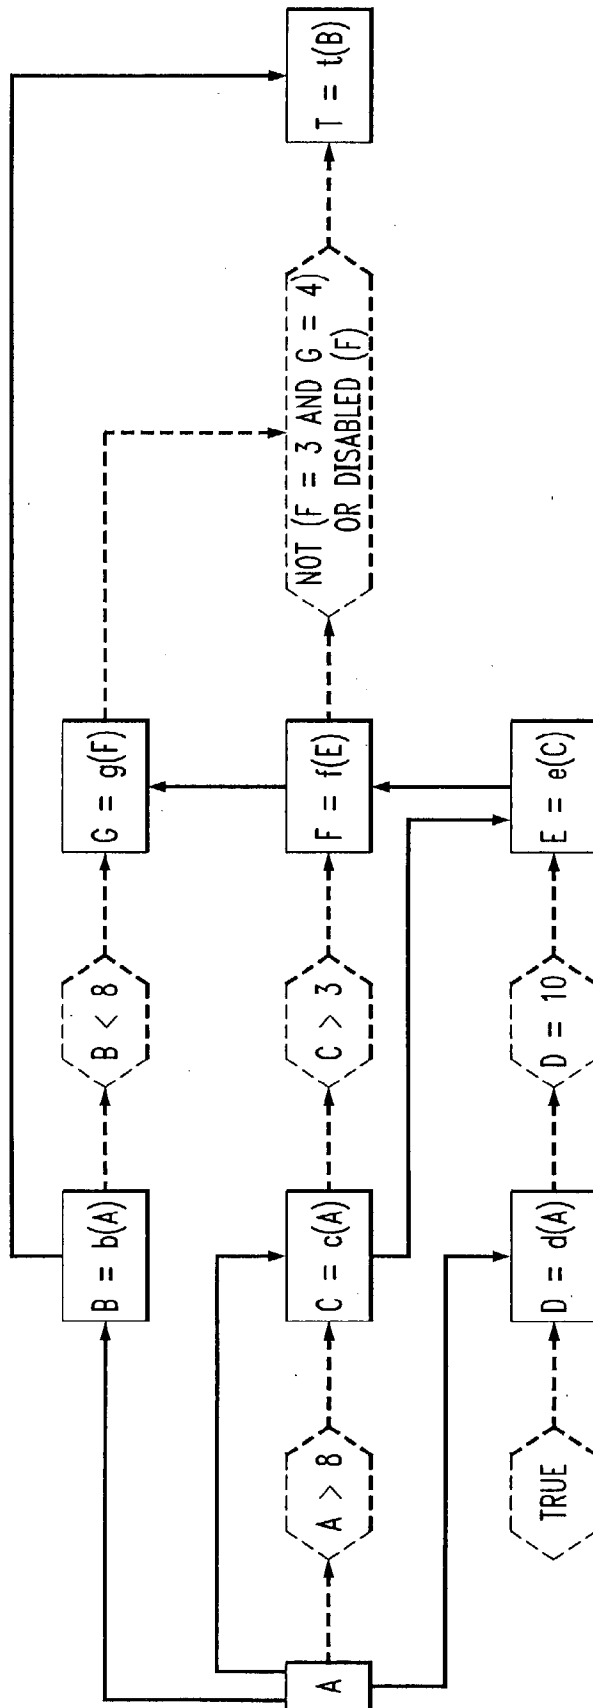 A
A > 8
TRUE
B = b(A)
C = c(A)
D = d(A)
B < 8
C > 3
D = 10
G = g(F)
F = f(E)
E = e(C)
NOT (F = 3 AND G = 4)
OR DISABLED (F)
T = t(B)